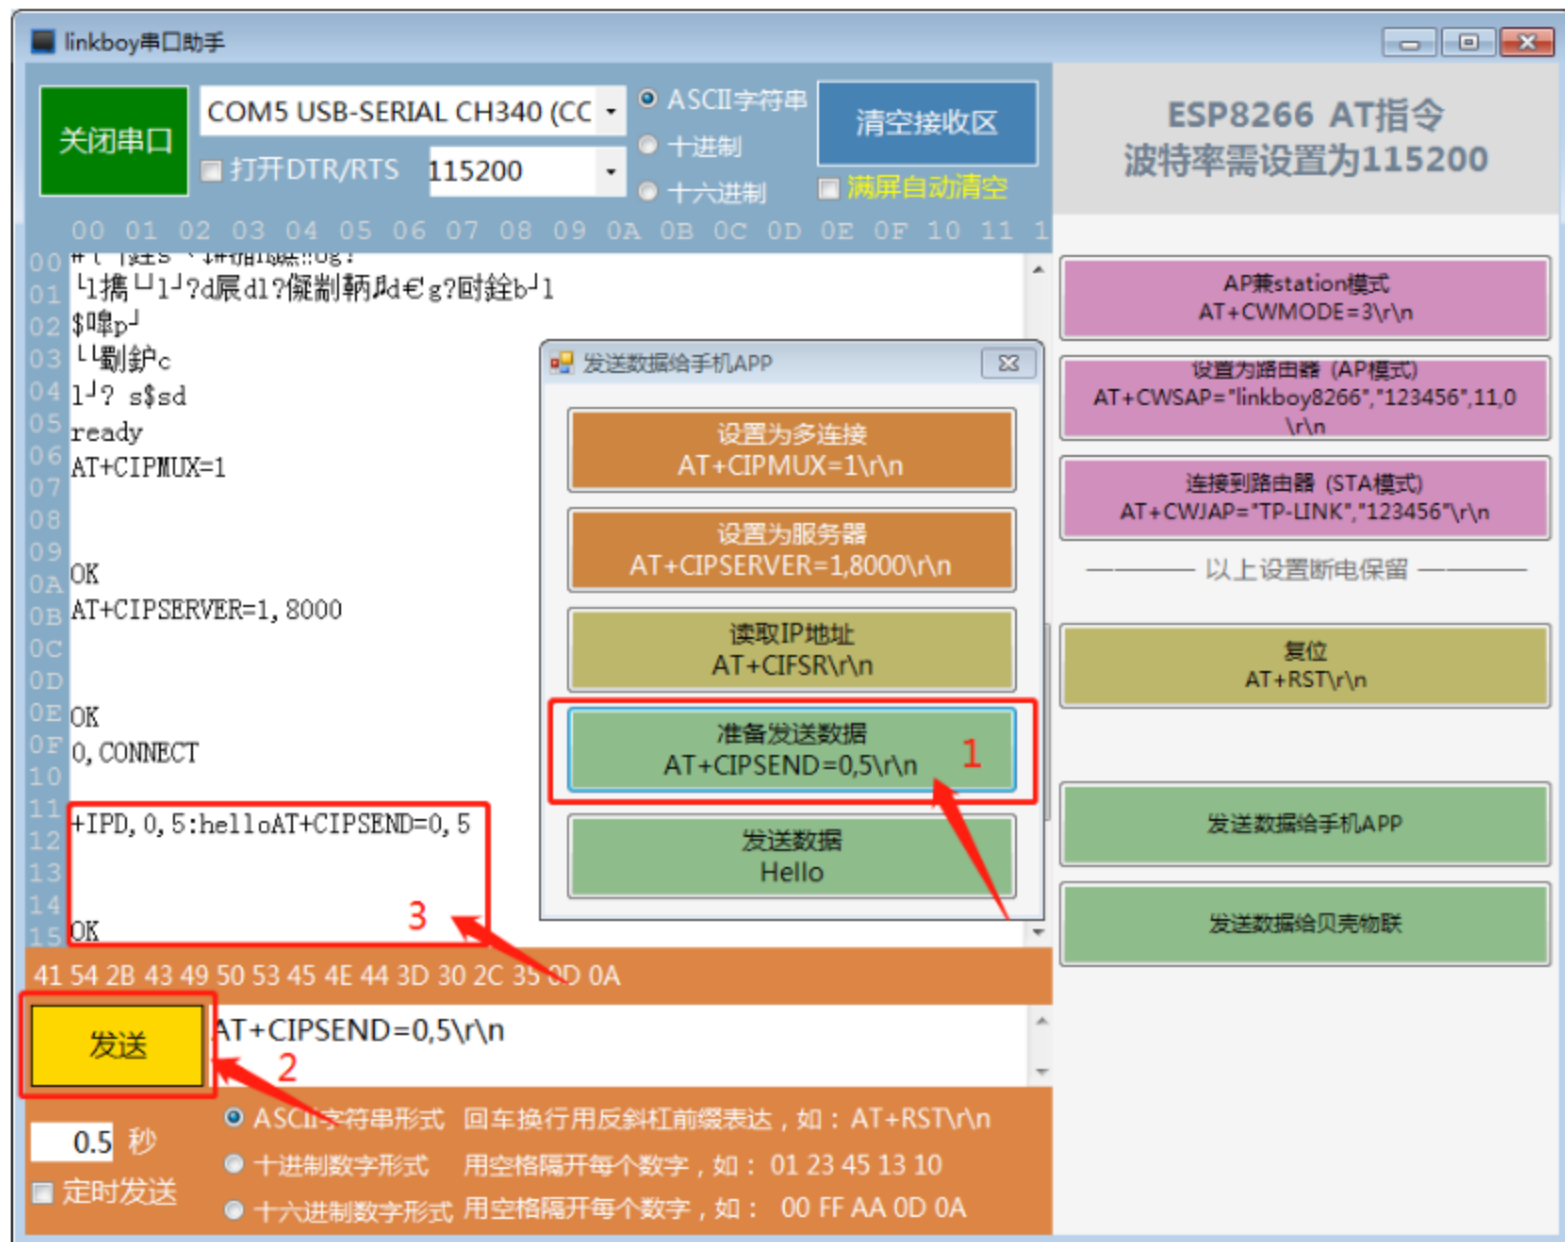 linkboy串口助手
关闭串口
COM5 USB-SERIAL CH340 (CC
打开DTR/RTS
115200
ASCII字符串
十进制
十六进制
清空接收区
满屏自动清空
ESP8266 AT指令
波特率需设置为115200
00 01 02 03 04 05 06 07 08 09 0A 0B 0C 0D 0E 0F 10 11 1
00
01
02 $嘷p┘
03
04 l┘? s$sd
05 ready
06 AT+CIPMUX=1
07
08
09 OK
0A
0B AT+CIPSERVER=1,8000
0C
0D
0E OK
0F 0,CONNECT
10
11 +IPD,0,5:helloAT+CIPSEND=0,5
12
13
14
15 OK
3
发送数据给手机APP
设置为多连接
AT+CIPMUX=1\r\n
设置为服务器
AT+CIPSERVER=1,8000\r\n
读取IP地址
AT+CIFSR\r\n
准备发送数据
AT+CIPSEND=0,5\r\n
1
发送数据
Hello
AP兼station模式
AT+CWMODE=3\r\n
设置为路由器 (AP模式)
AT+CWSAP="linkboy8266","123456",11,0
\r\n
连接到路由器 (STA模式)
AT+CWJAP="TP-LINK","123456"\r\n
以上设置断电保留
复位
AT+RST\r\n
发送数据给手机APP
发送数据给贝壳物联
41 54 2B 43 49 50 53 45 4E 44 3D 30 2C 35 0D 0A
发送
AT+CIPSEND=0,5\r\n
2
0.5 秒
定时发送
ASCII字符串形式 回车换行用反斜杠前缀表达，如：AT+RST\r\n
十进制数字形式 用空格隔开每个数字，如： 01 23 45 13 10
十六进制数字形式 用空格隔开每个数字，如： 00 FF AA 0D 0A